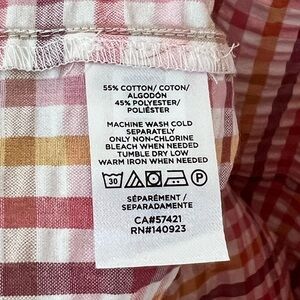 55% COTTON/ COTON/
ALGODÓN
45% POLYESTER/
POLIÉSTER
MACHINE WASH COLD
SEPARATELY
ONLY NON-CHLORINE
BLEACH WHEN NEEDED
TUMBLE DRY LOW
WARM IRON WHEN NEEDED
30 P
SÉPARÉMENT /
SEPARADAMENTE
CA#57421
RN#140923